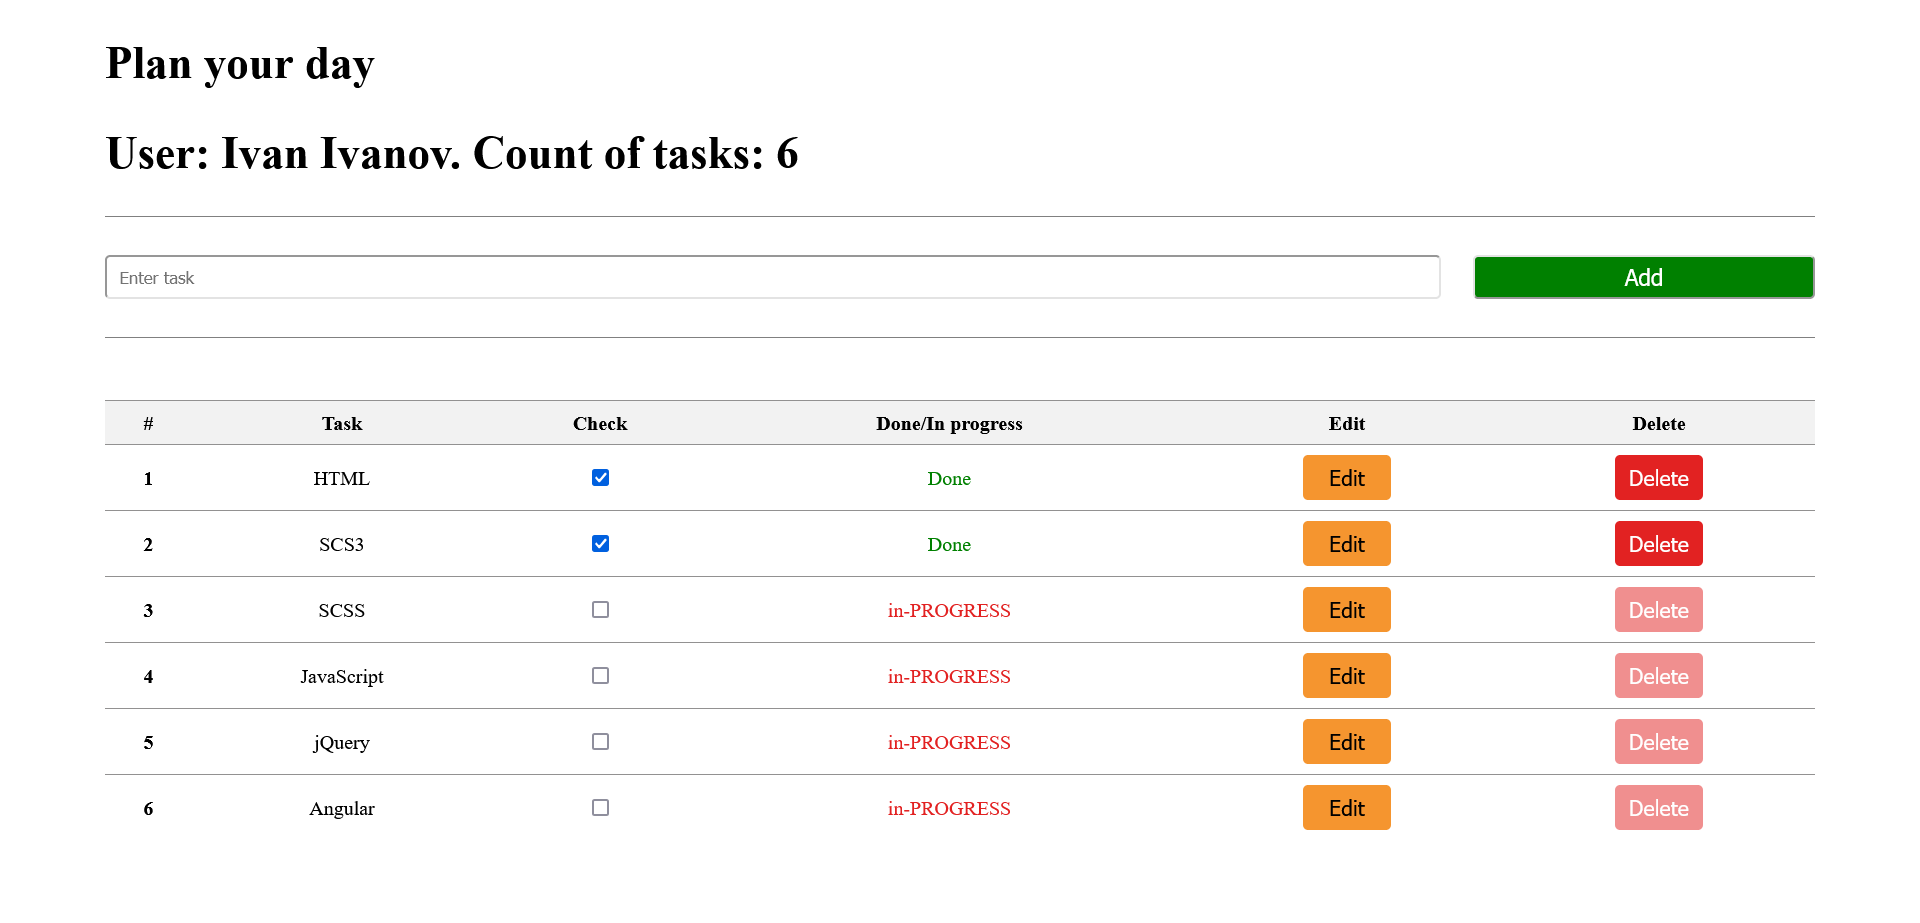 Plan your day
User: Ivan Ivanov. Count of tasks: 6
Enter task Add
# Task Check Done/In progress Edit Delete
1 HTML Done Edit Delete
2 SCS3 Done Edit Delete
3 SCSS in-PROGRESS Edit Delete
4 JavaScript in-PROGRESS Edit Delete
5 jQuery in-PROGRESS Edit Delete
6 Angular in-PROGRESS Edit Delete